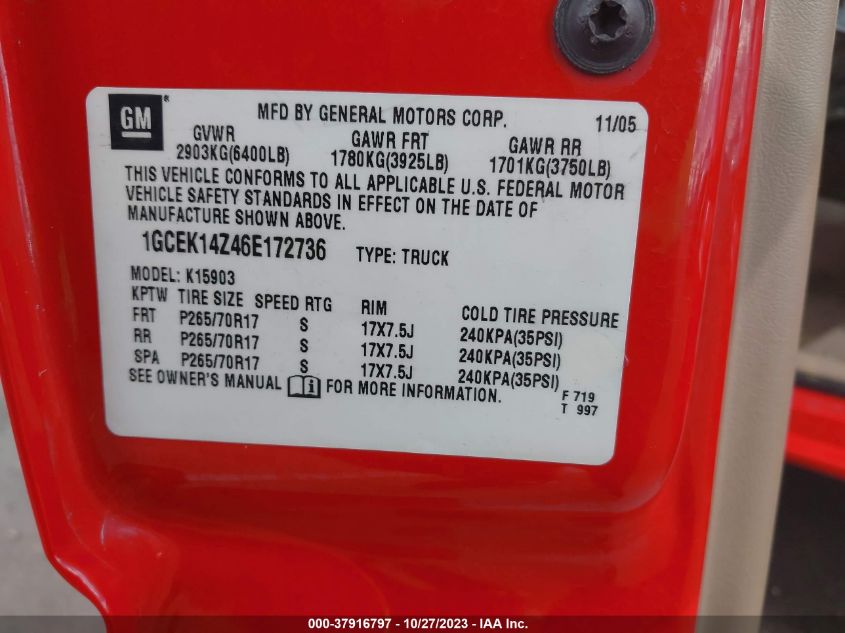 GM® MFD BY GENERAL MOTORS CORP. 11/05
GVWR GAWR FRT GAWR RR
2903KG(6400LB) 1780KG(3925LB) 1701KG(3750LB)
THIS VEHICLE CONFORMS TO ALL APPLICABLE U.S. FEDERAL MOTOR
VEHICLE SAFETY STANDARDS IN EFFECT ON THE DATE OF
MANUFACTURE SHOWN ABOVE.
1GCEK14Z46E172736 TYPE: TRUCK
MODEL: K15903
KPTW TIRE SIZE SPEED RTG RIM COLD TIRE PRESSURE
FRT P265/70R17 S 17X7.5J 240KPA(35PSI)
RR P265/70R17 S 17X7.5J 240KPA(35PSI)
SPA P265/70R17 S 17X7.5J 240KPA(35PSI)
SEE OWNER'S MANUAL FOR MORE INFORMATION. F 719
T 997
000-37916797 - 10/27/2023 - IAA Inc.